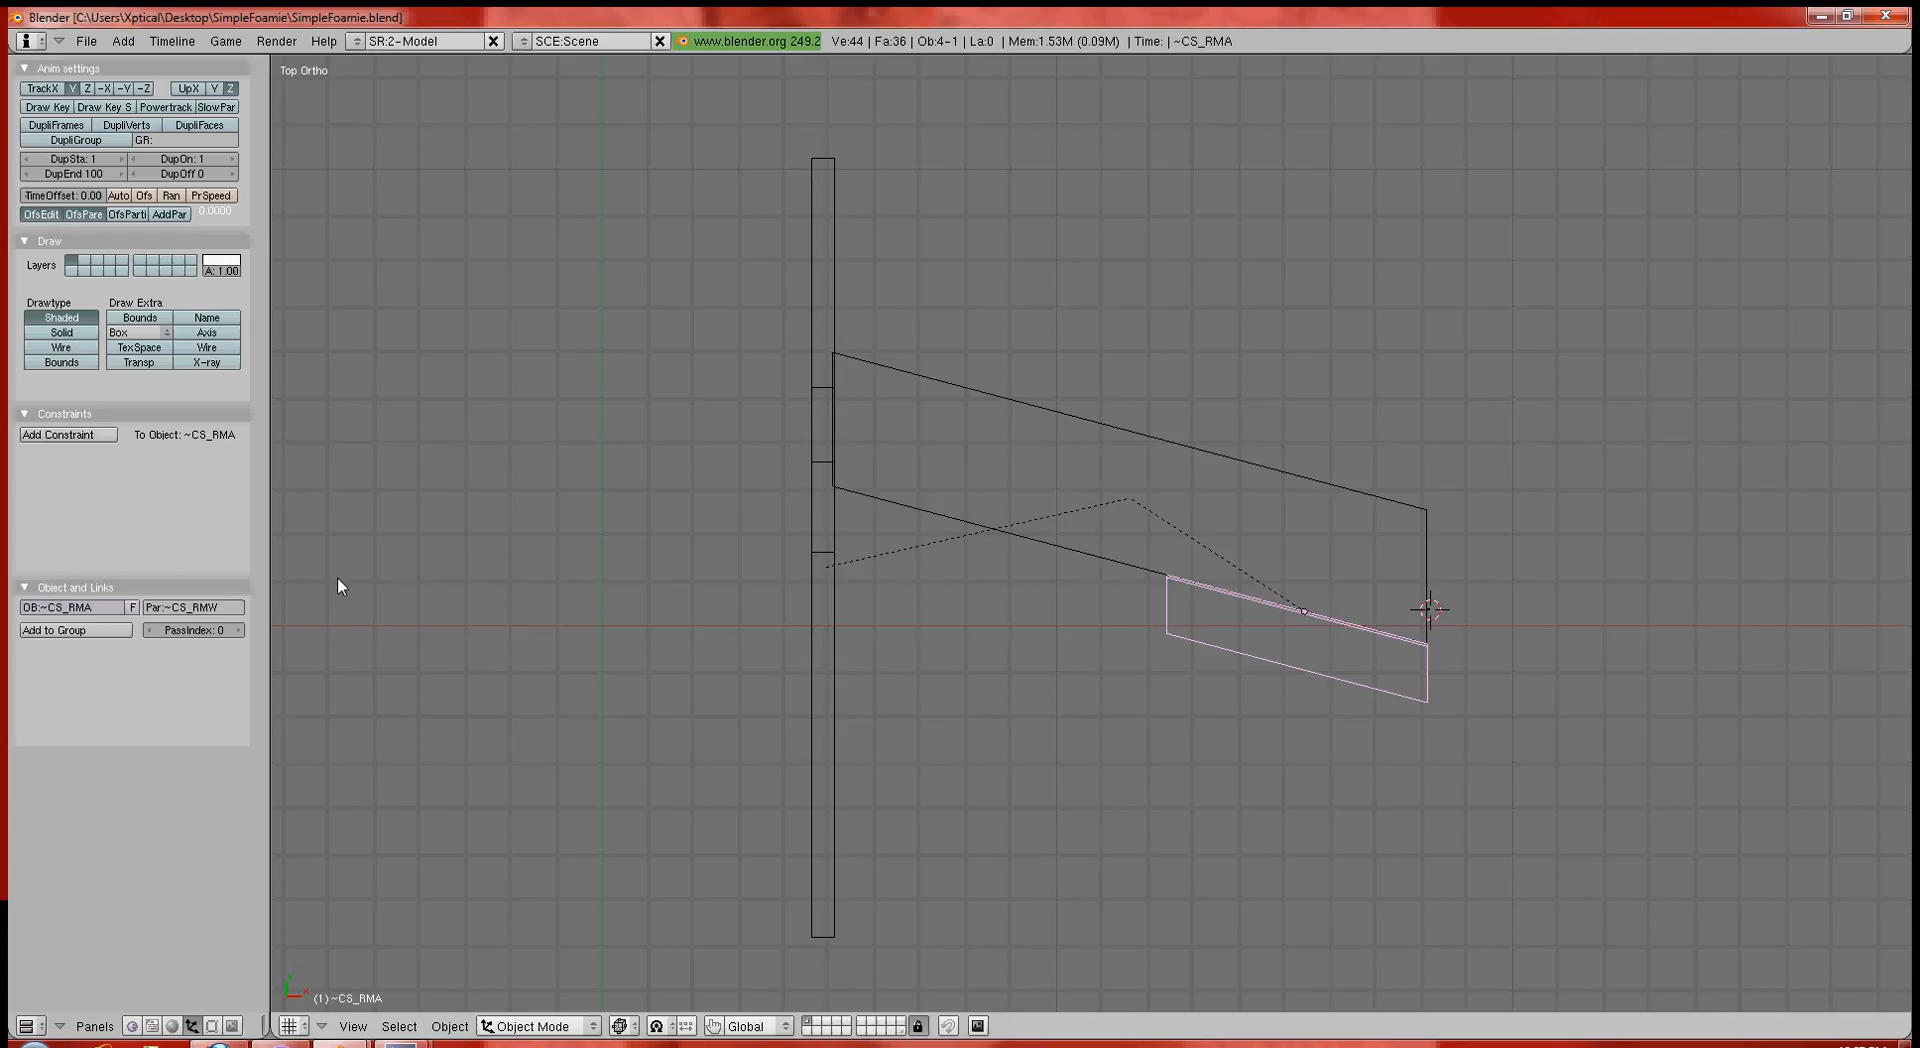 Blender [C:\Users\Xptical\Desktop\SimpleFoamie\SimpleFoamie.blend]
File Add Timeline Game Render Help SR:2-Model SCE:Scene www.blender.org 249.2 Ve:44 | Fa:36 | Ob:4-1 | La:0 | Mem:1.53M (0.09M) | Time: | ~CS_RMA
Anim settings
Top Ortho
TrackX Y Z -X -Y -Z UpX Y Z
Draw Key Draw Key S Powertrack SlowPar
DupliFrames DupliVerts DupliFaces
DupliGroup GR:
DupSta: 1 DupOn: 1
DupEnd 100 DupOff 0
TimeOffset: 0.00 Auto Ofs Ran PrSpeed
OfsEdit OfsPare OfsParti AddPar 0.0000
Draw
Layers A: 1.00
Drawtype Draw Extra
Shaded Bounds Name
Solid Box Axis
Wire TexSpace Wire
Bounds Transp X-ray
Constraints
Add Constraint To Object: ~CS_RMA
Object and Links
OB:~CS_RMA F Par:~CS_RMW
Add to Group PassIndex: 0
(1) ~CS_RMA
Panels View Select Object Object Mode Global